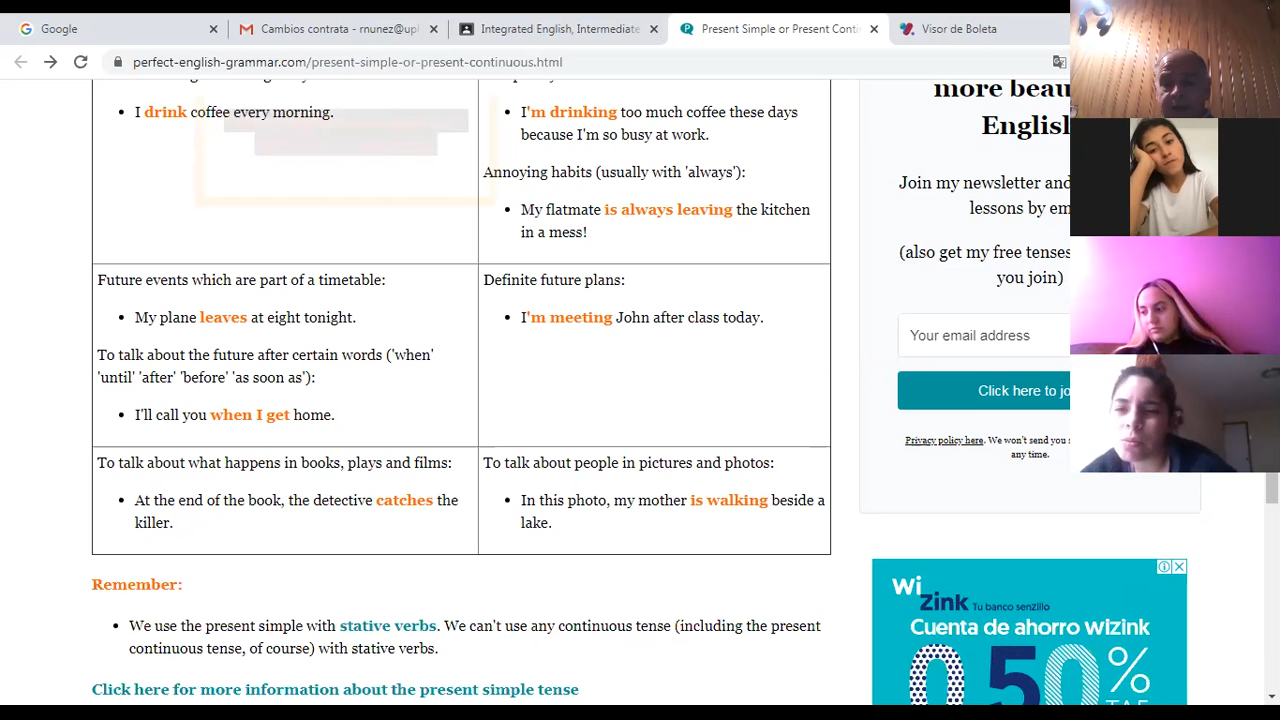 Google
Cambios contrata - rnunez@upl
Integrated English, Intermediate
Present Simple or Present Conti
Visor de Boleta
perfect-english-grammar.com/present-simple-or-present-continuous.html
I drink coffee every morning.
I'm drinking too much coffee these days
because I'm so busy at work.
Annoying habits (usually with 'always'):
My flatmate is always leaving the kitchen
in a mess!
Future events which are part of a timetable:
My plane leaves at eight tonight.
To talk about the future after certain words ('when'
'until' 'after' 'before' 'as soon as'):
I'll call you when I get home.
Definite future plans:
I'm meeting John after class today.
To talk about what happens in books, plays and films:
At the end of the book, the detective catches the
killer.
To talk about people in pictures and photos:
In this photo, my mother is walking beside a
lake.
Remember:
We use the present simple with stative verbs. We can't use any continuous tense (including the present
continuous tense, of course) with stative verbs.
Click here for more information about the present simple tense
more beau
English
Join my newsletter and
lessons by em
(also get my free tenses
you join)
Your email address
Click here to jo
Privacy policy here. We won't send you s
any time.
Wi
Zink Tu banco senzillo
Cuenta de ahorro wizink
0,50%
TAE